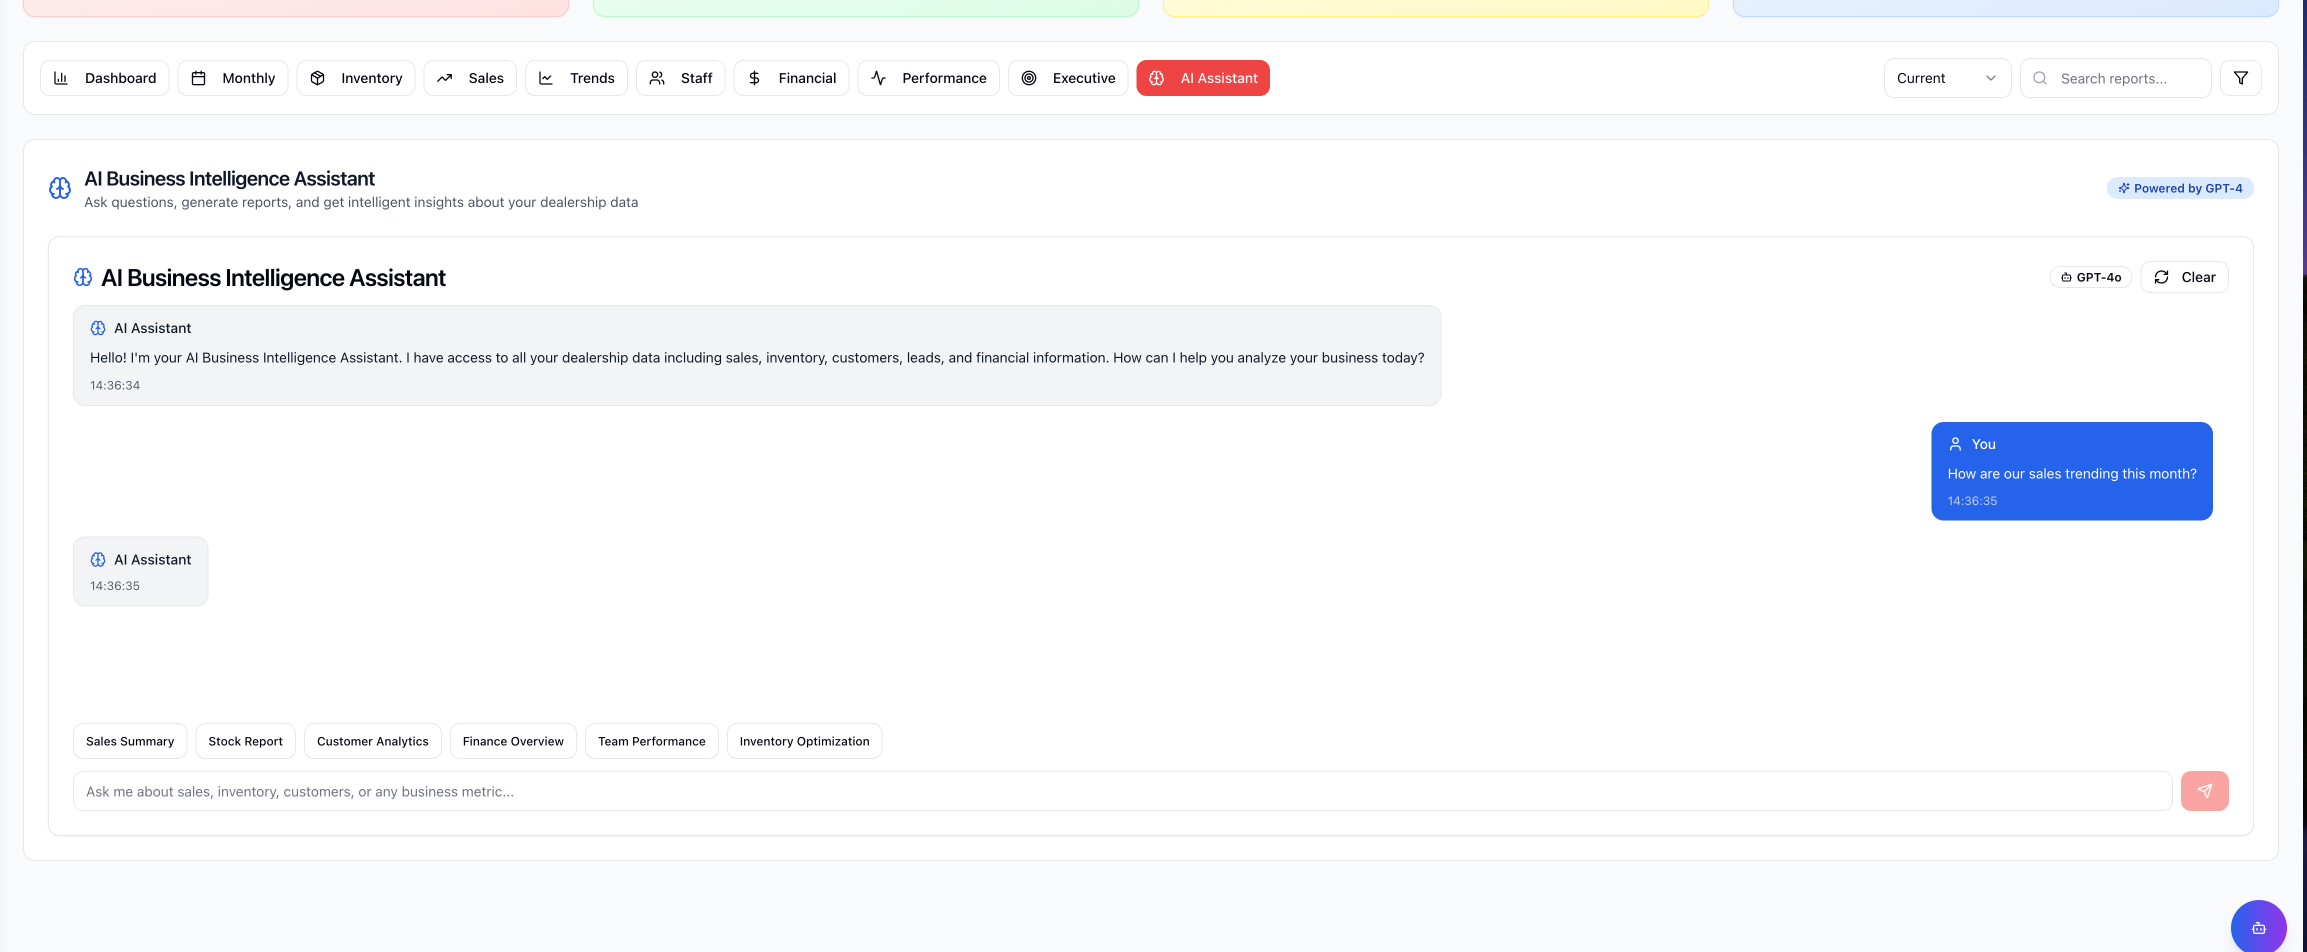 Dashboard Monthly Inventory Sales Trends Staff Financial Performance Executive AI Assistant Current Search reports...
AI Business Intelligence Assistant
Ask questions, generate reports, and get intelligent insights about your dealership data
Powered by GPT-4
AI Business Intelligence Assistant
GPT-4o Clear
AI Assistant
Hello! I'm your AI Business Intelligence Assistant. I have access to all your dealership data including sales, inventory, customers, leads, and financial information. How can I help you analyze your business today?
14:36:34
You
How are our sales trending this month?
14:36:35
AI Assistant
14:36:35
Sales Summary Stock Report Customer Analytics Finance Overview Team Performance Inventory Optimization
Ask me about sales, inventory, customers, or any business metric...